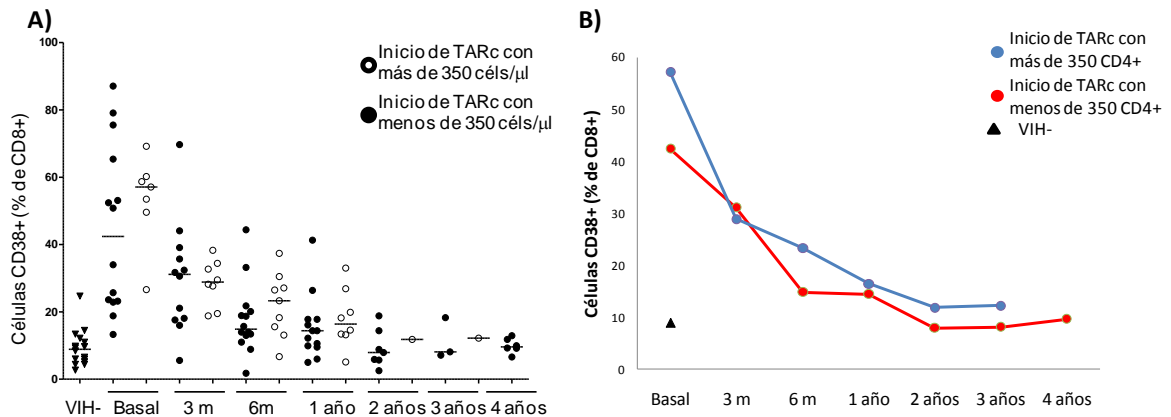 A)
Células CD38+ (% de CD8+)
100
80
60
40
20
0
Inicio de TARc con
más de 350 céls/μl
Inicio de TARc con
menos de 350 céls/μl
VIH- Basal 3 m 6m 1 año 2 años 3 años 4 años
B)
Células CD38+ (% de CD8+)
60
50
40
30
20
10
0
Inicio de TARc con
más de 350 CD4+
Inicio de TARc con
menos de 350 CD4+
VIH-
Basal 3 m 6 m 1 año 2 años 3 años 4 años